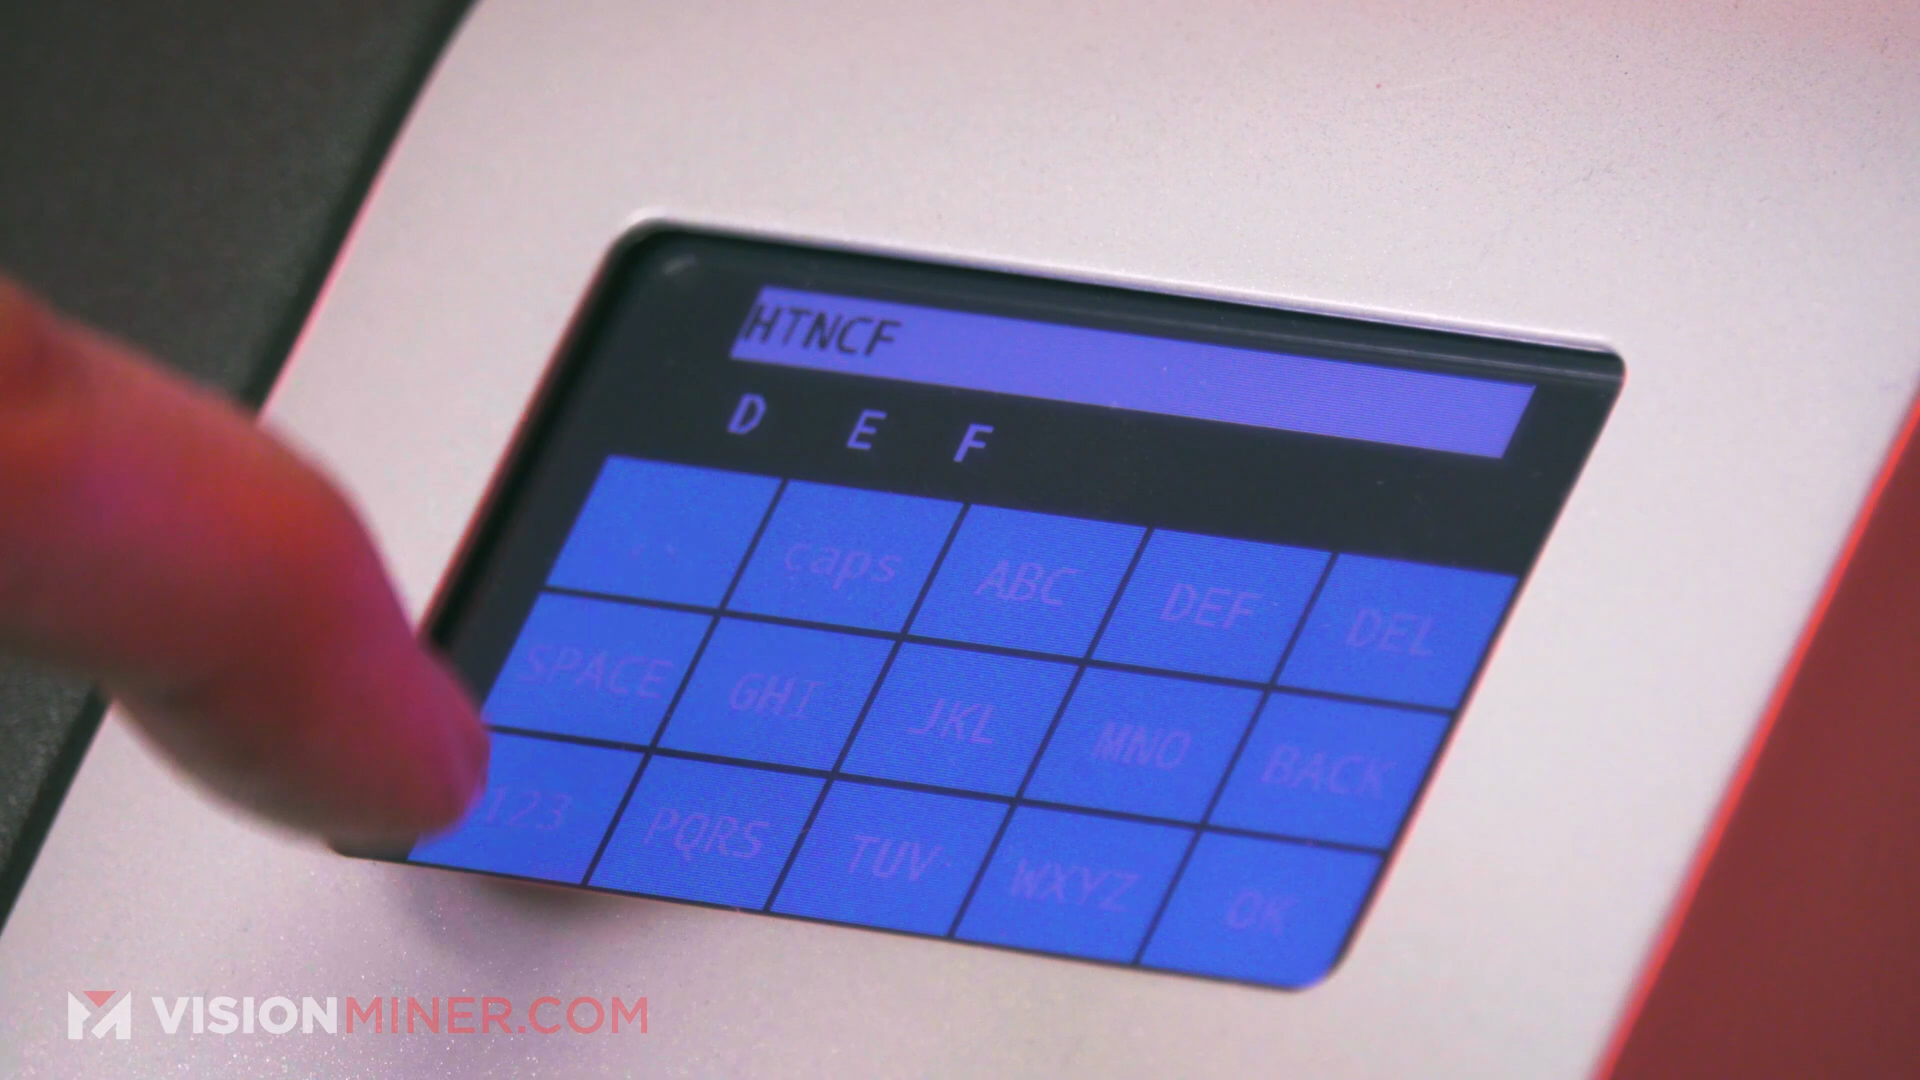 HTNCF
D E F
caps ABC DEF DEL
SPACE GHI JKL MNO BACK
123 PQRS TUV WXYZ OK
VISIONMINER.COM